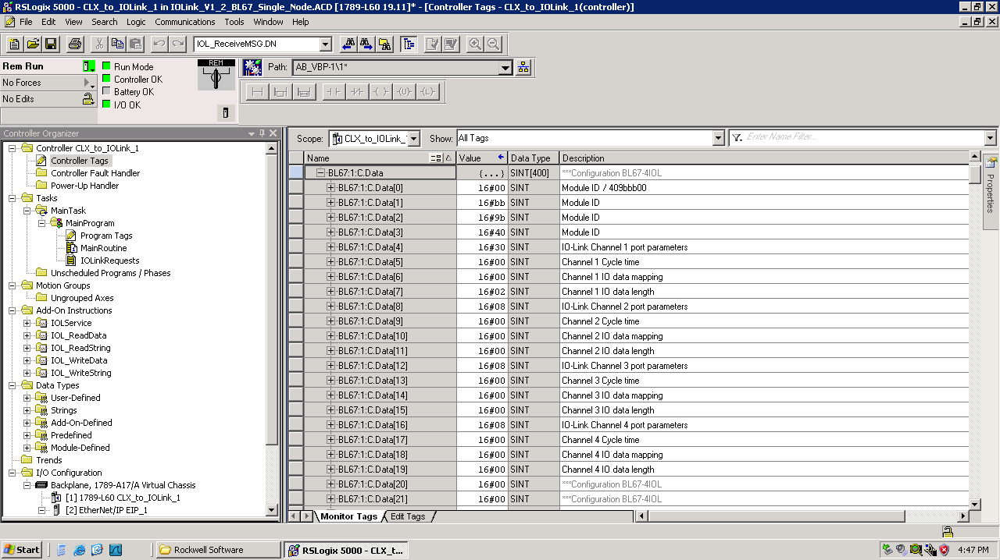 RSLogix 5000 - CLX_to_IOLink_1 in IOLink_V1_2_BL67_Single_Node.ACD [1789-L60 19.11]* - [Controller Tags - CLX_to_IOLink_1(controller)]
File Edit View Search Logic Communications Tools Window Help
IOL_ReceiveMSG.DN
Rem Run
No Forces
No Edits
Run Mode
Controller OK
Battery OK
I/O OK
REM
Path: AB_VBP-1\1*
Controller Organizer
Controller CLX_to_IOLink_1
Controller Tags
Controller Fault Handler
Power-Up Handler
Tasks
MainTask
MainProgram
Program Tags
MainRoutine
IOLinkRequests
Unscheduled Programs / Phases
Motion Groups
Ungrouped Axes
Add-On Instructions
IOLService
IOL_ReadData
IOL_ReadString
IOL_WriteData
IOL_WriteString
Data Types
User-Defined
Strings
Add-On-Defined
Predefined
Module-Defined
Trends
I/O Configuration
Backplane, 1789-A17/A Virtual Chassis
[1] 1789-L60 CLX_to_IOLink_1
[2] EtherNet/IP EIP_1
Scope: CLX_to_IOLink_ Show: All Tags Enter Name Filter...
Name Value Data Type Description
BL67:1:C.Data {...} SINT[400] ***Configuration BL67-4IOL
BL67:1:C.Data[0] 16#00 SINT Module ID / 409bbb00
BL67:1:C.Data[1] 16#bb SINT Module ID
BL67:1:C.Data[2] 16#9b SINT Module ID
BL67:1:C.Data[3] 16#40 SINT Module ID
BL67:1:C.Data[4] 16#30 SINT IO-Link Channel 1 port parameters
BL67:1:C.Data[5] 16#00 SINT Channel 1 Cycle time
BL67:1:C.Data[6] 16#00 SINT Channel 1 IO data mapping
BL67:1:C.Data[7] 16#02 SINT Channel 1 IO data length
BL67:1:C.Data[8] 16#08 SINT IO-Link Channel 2 port parameters
BL67:1:C.Data[9] 16#00 SINT Channel 2 Cycle time
BL67:1:C.Data[10] 16#00 SINT Channel 2 IO data mapping
BL67:1:C.Data[11] 16#00 SINT Channel 2 IO data length
BL67:1:C.Data[12] 16#08 SINT IO-Link Channel 3 port parameters
BL67:1:C.Data[13] 16#00 SINT Channel 3 Cycle time
BL67:1:C.Data[14] 16#00 SINT Channel 3 IO data mapping
BL67:1:C.Data[15] 16#00 SINT Channel 3 IO data length
BL67:1:C.Data[16] 16#08 SINT IO-Link Channel 4 port parameters
BL67:1:C.Data[17] 16#00 SINT Channel 4 Cycle time
BL67:1:C.Data[18] 16#00 SINT Channel 4 IO data mapping
BL67:1:C.Data[19] 16#00 SINT Channel 4 IO data length
BL67:1:C.Data[20] 16#00 SINT ***Configuration BL67-4IOL
BL67:1:C.Data[21] 16#00 SINT ***Configuration BL67-4IOL
Monitor Tags Edit Tags
Properties
Start Rockwell Software RSLogix 5000 - CLX_t... 4:47 PM